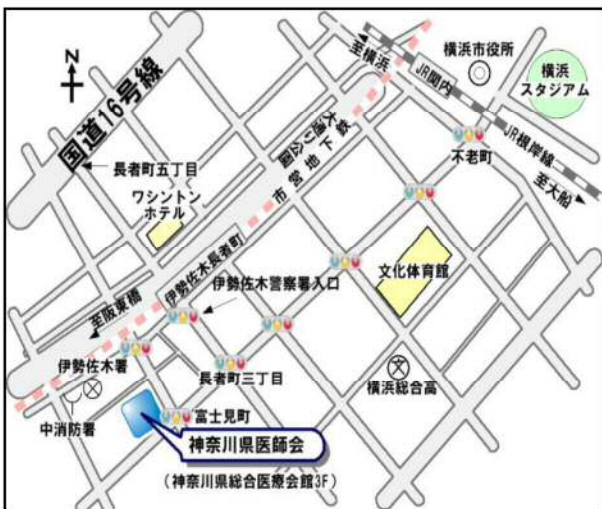 N
国道16号線
至横浜
JR関内
横浜市役所
横浜
スタジアム
JR根岸線
至大船
不老町
大通り公園
市営地下鉄
長者町五丁目
ワシントン
ホテル
伊勢佐木長者町
伊勢佐木警察署入口
文化体育館
至阪東橋
伊勢佐木署
長者町三丁目
横浜総合高
中消防署
富士見町
神奈川県医師会
（神奈川県総合医療会館3F）